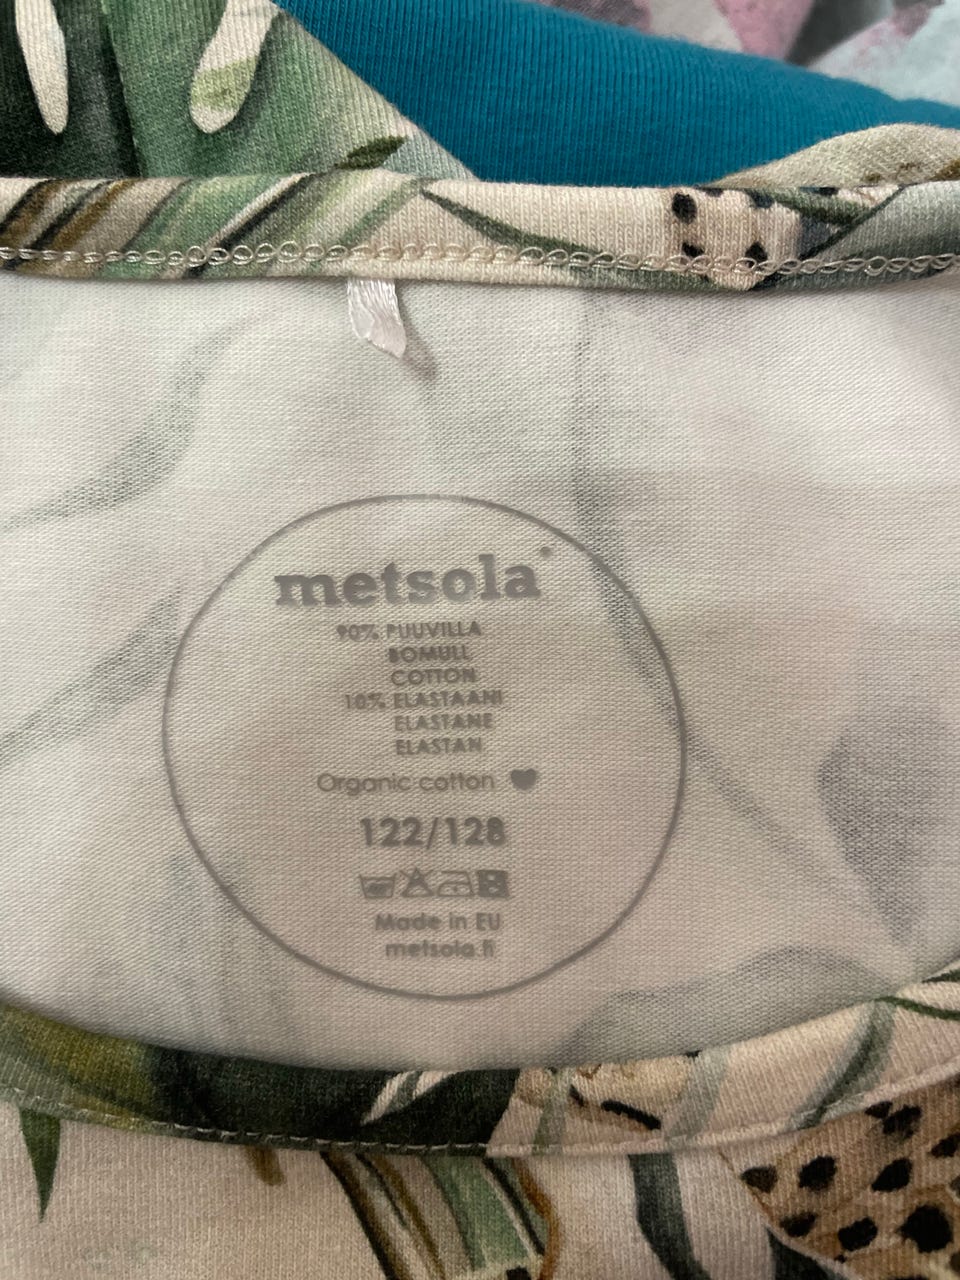 metsola®
90% PUUVILLA
BOMULL
COTTON
10% ELASTAANI
ELASTANE
ELASTAN
Organic cotton
122/128
Made in EU
metsola.fi